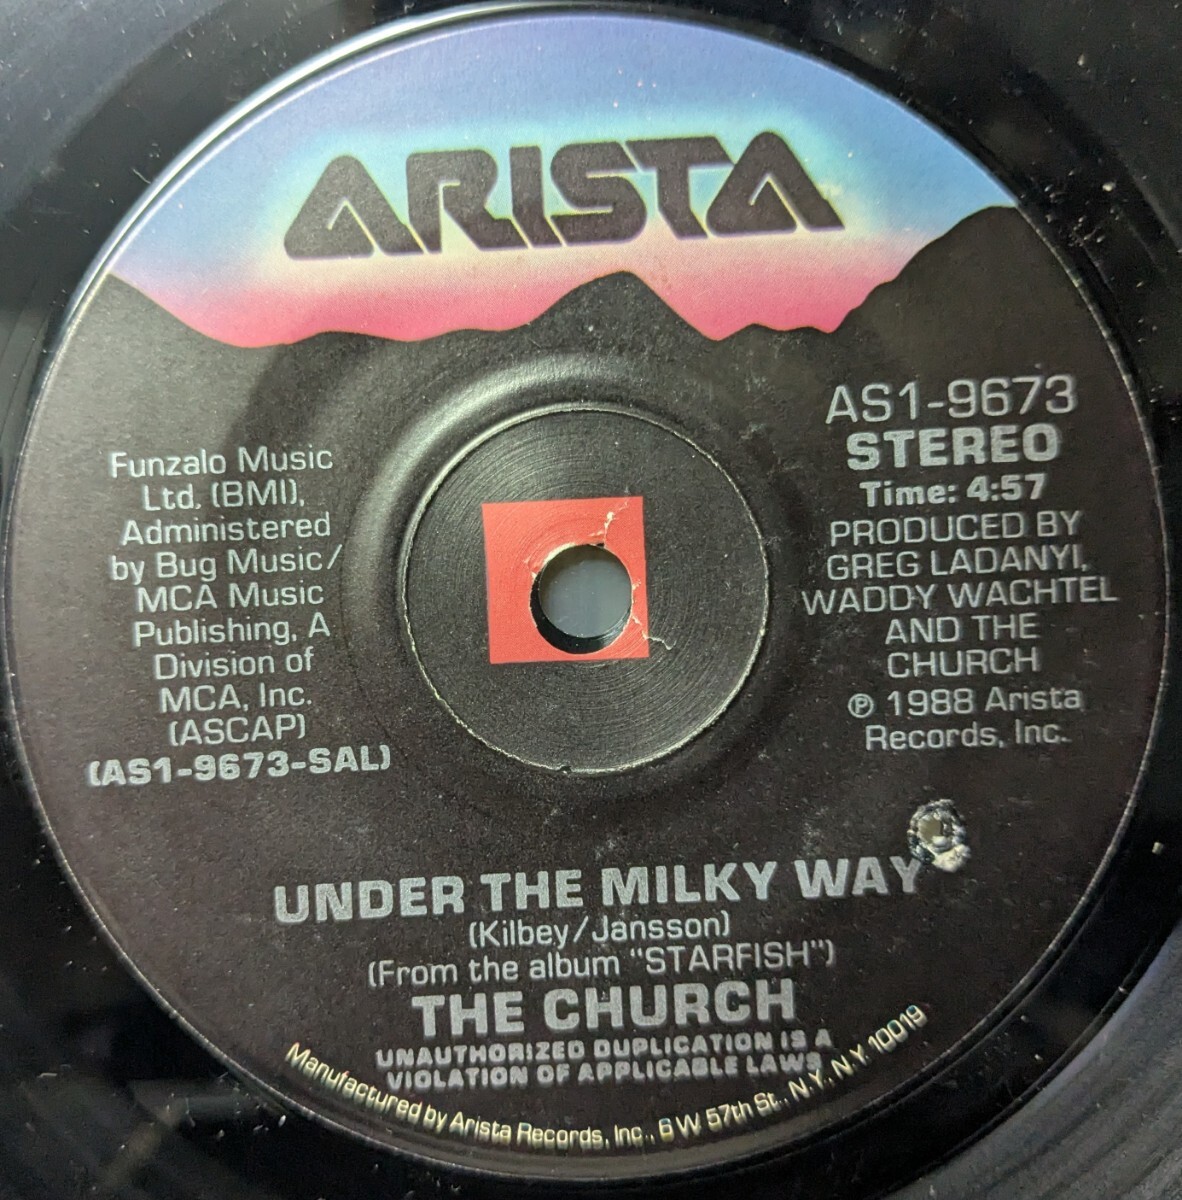 ARISTA
Funzalo Music
Ltd. (BMI),
Administered
by Bug Music/
MCA Music
Publishing, A
Division of
MCA, Inc.
(ASCAP)
(AS1-9673-SAL)
AS1-9673
STEREO
Time: 4:57
PRODUCED BY
GREG LADANYI,
WADDY WACHTEL
AND THE
CHURCH
℗ 1988 Arista
Records, Inc.
UNDER THE MILKY WAY
(Kilbey/Jansson)
(From the album "STARFISH")
THE CHURCH
UNAUTHORIZED DUPLICATION IS A
VIOLATION OF APPLICABLE LAWS
Manufactured by Arista Records, Inc., 6 W 57th St., N.Y., N.Y. 10019